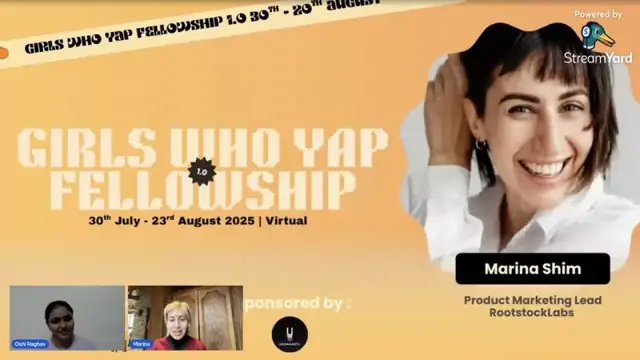 GIRLS WHO YAP FELLOWSHIP 1.0 30TH - 20TH AUGUST
Powered by
StreamYard
GIRLS WHO YAP
1.0
FELLOWSHIP
30th July - 23rd August 2025 | Virtual
Marina Shim
Product Marketing Lead
RootstockLabs
ponsored by :
Oshi Raghav
Marina